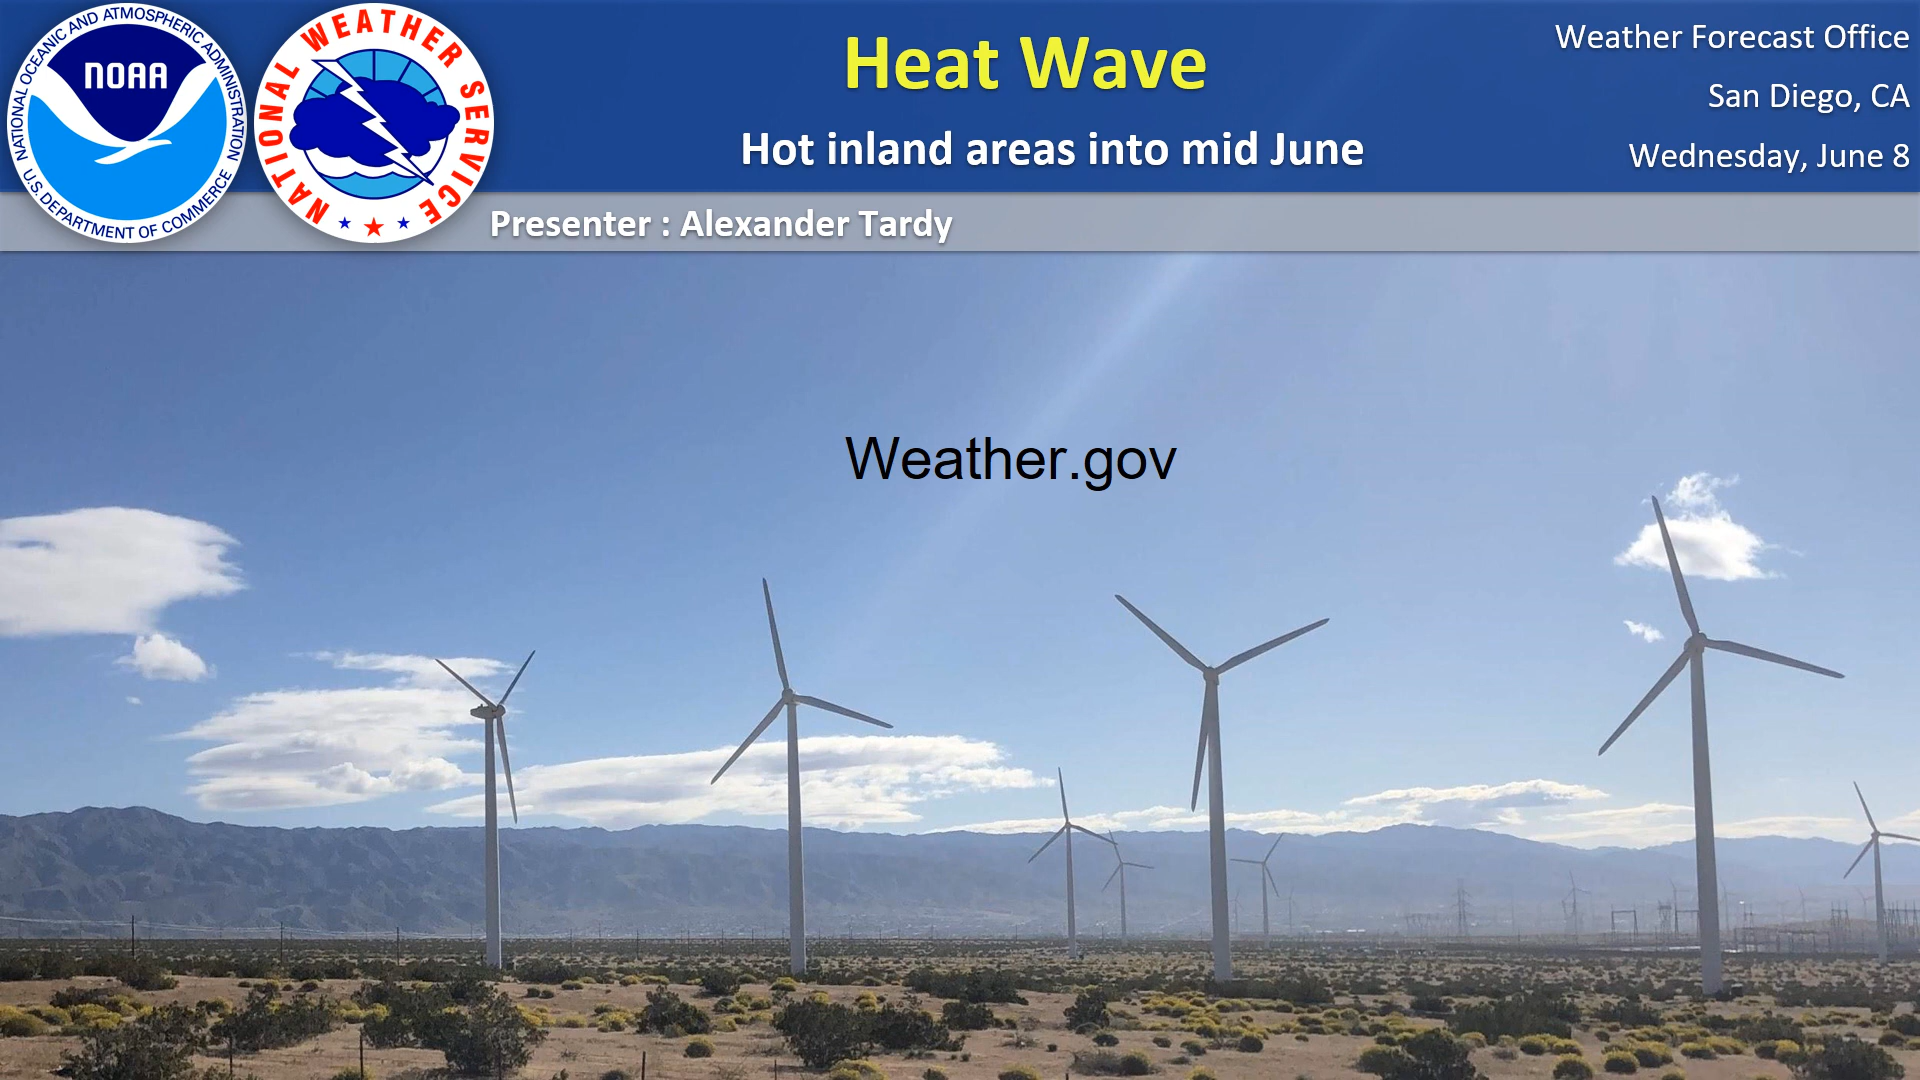 NATIONAL OCEANIC AND ATMOSPHERIC ADMINISTRATION
NOAA
U.S. DEPARTMENT OF COMMERCE
NATIONAL WEATHER SERVICE
Heat Wave
Hot inland areas into mid June
Weather Forecast Office
San Diego, CA
Wednesday, June 8
Presenter : Alexander Tardy
Weather.gov